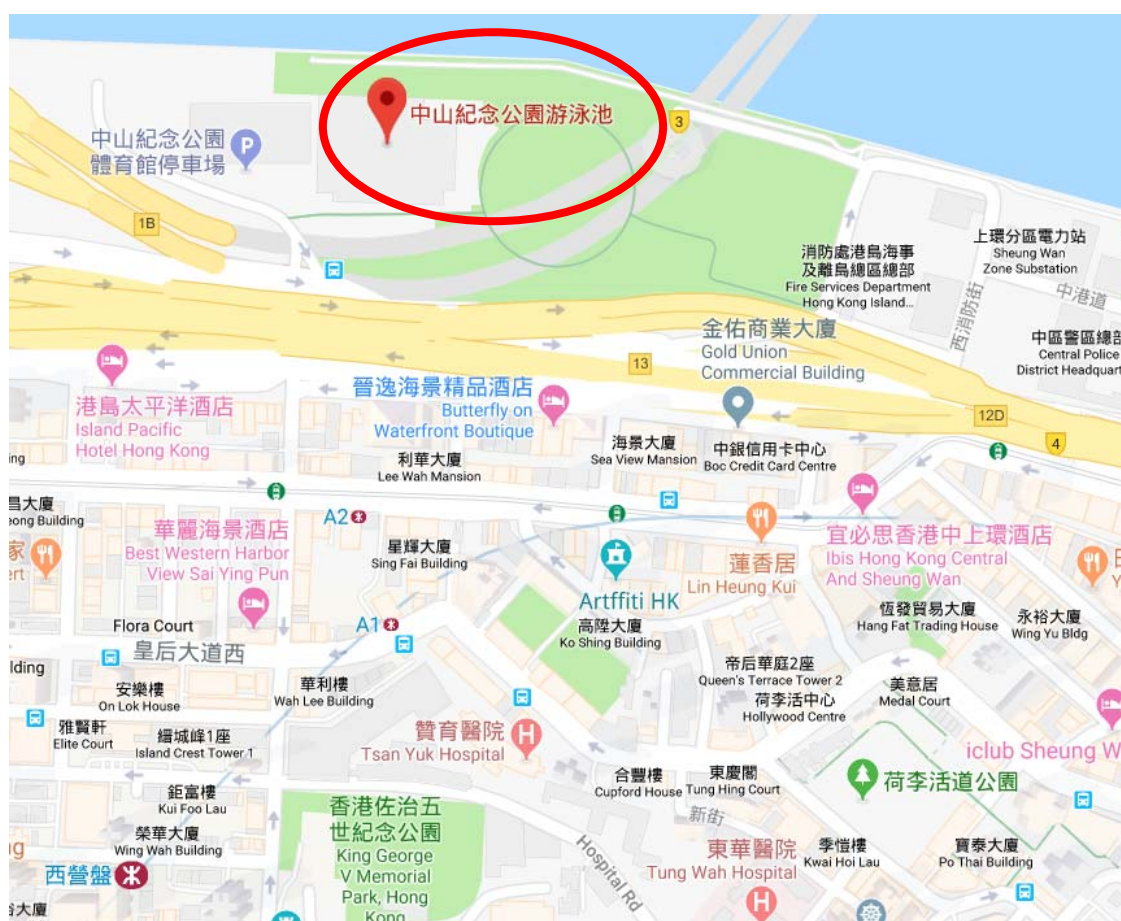 中山紀念公園游泳池
3
中山紀念公園
體育館停車場
P
1B
上環分區電力站
Sheung Wan
Zone Substation
消防處港島海事
及離島總區總部
Fire Services Department
Hong Kong Island...
中港道
西消防街
金佑商業大廈
Gold Union
Commercial Building
中區警區總部
Central Police
District Headquart
13
港島太平洋酒店
Island Pacific
Hotel Hong Kong
晉逸海景精品酒店
Butterfly on
Waterfront Boutique
12D
4
海景大廈
Sea View Mansion
中銀信用卡中心
Boc Credit Card Centre
利華大廈
Lee Wah Mansion
ing
昌大廈
eong Building
華麗海景酒店
Best Western Harbor
View Sai Ying Pun
A2
星輝大廈
Sing Fai Building
家
ert
Artffiti HK
蓮香居
Lin Heung Kui
宜必思香港中上環酒店
Ibis Hong Kong Central
And Sheung Wan
Y
恆發貿易大廈
Hang Fat Trading House
永裕大廈
Wing Yu Bldg
Flora Court
A1
高陞大廈
Ko Shing Building
皇后大道西
lding
帝后華庭2座
Queen's Terrace Tower 2
荷李活中心
Hollywood Centre
美意居
Medal Court
安樂樓
On Lok House
華利樓
Wah Lee Building
雅賢軒
Elite Court
縉城峰1座
Island Crest Tower 1
贊育醫院
Tsan Yuk Hospital
H
iclub Sheung W
合豐樓
Cupford House
東慶閣
Tung Hing Court
荷李活道公園
鉅富樓
Kui Foo Lau
香港佐治五
世紀念公園
King George
V Memorial
Park, Hong
Kong
新街
榮華大廈
Wing Wah Building
g
西營盤
Hospital Rd
東華醫院
Tung Wah Hospital
H
季愷樓
Kwai Hoi Lau
寶泰大廈
Po Thai Building
裕大廈